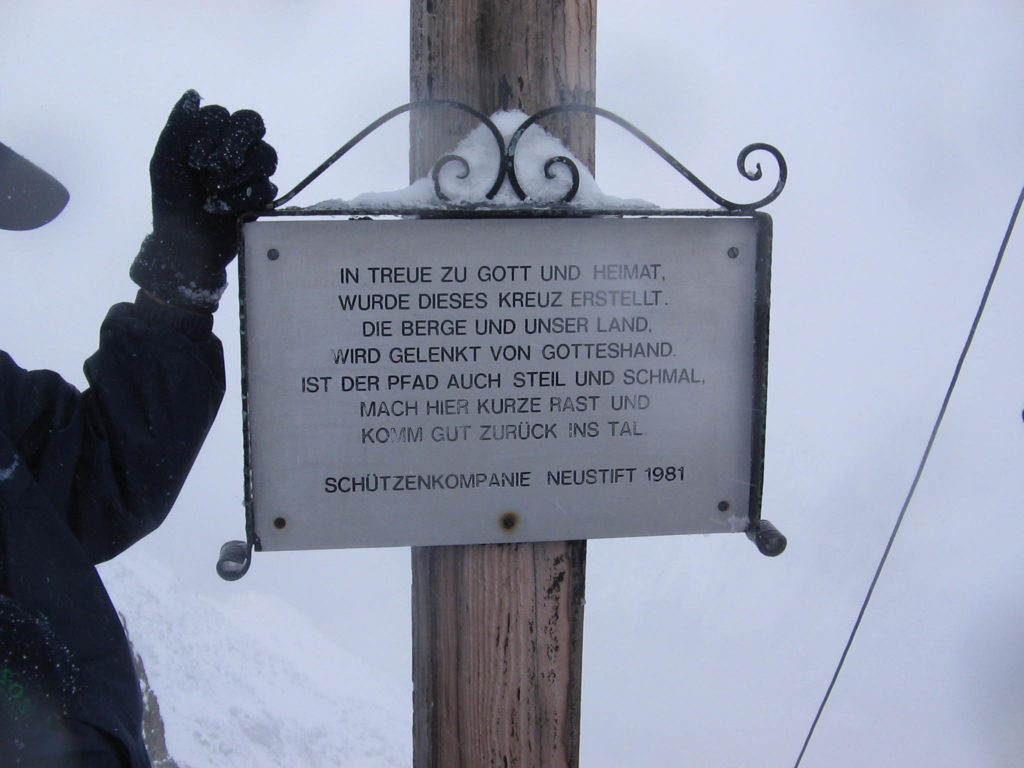 IN TREUE ZU GOTT UND HEIMAT,
WURDE DIESES KREUZ ERSTELLT.
DIE BERGE UND UNSER LAND,
WIRD GELENKT VON GOTTESHAND.
IST DER PFAD AUCH STEIL UND SCHMAL,
MACH HIER KURZE RAST UND
KOMM GUT ZURÜCK INS TAL.
SCHÜTZENKOMPANIE NEUSTIFT 1981